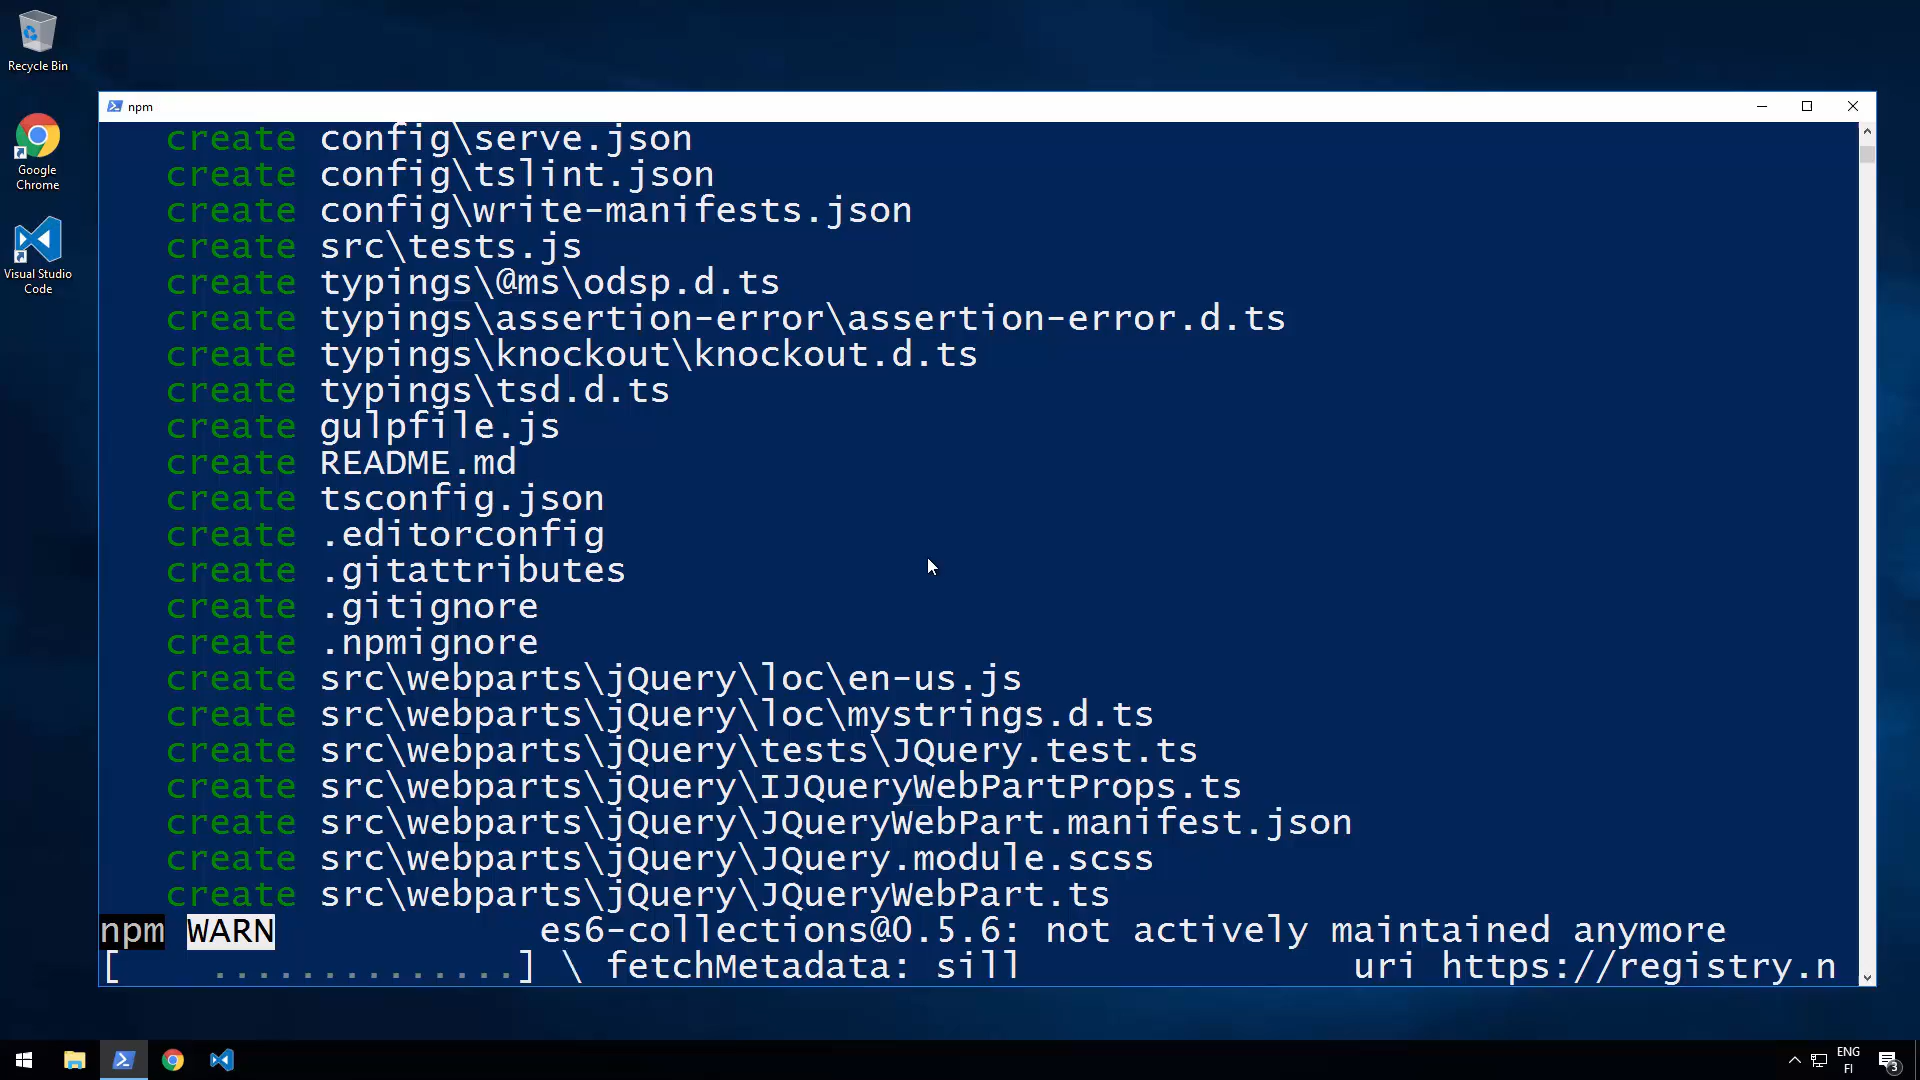 Recycle Bin
Google
Chrome
Visual Studio
Code
npm
create config\serve.json
create config\tslint.json
create config\write-manifests.json
create src\tests.js
create typings\@ms\odsp.d.ts
create typings\assertion-error\assertion-error.d.ts
create typings\knockout\knockout.d.ts
create typings\tsd.d.ts
create gulpfile.js
create README.md
create tsconfig.json
create .editorconfig
create .gitattributes
create .gitignore
create .npmignore
create src\webparts\jQuery\loc\en-us.js
create src\webparts\jQuery\loc\mystrings.d.ts
create src\webparts\jQuery\tests\JQuery.test.ts
create src\webparts\jQuery\IJQueryWebPartProps.ts
create src\webparts\jQuery\JQueryWebPart.manifest.json
create src\webparts\jQuery\JQuery.module.scss
create src\webparts\jQuery\JQueryWebPart.ts
npm WARN es6-collections@0.5.6: not actively maintained anymore
[ ..............] \ fetchMetadata: sill uri https://registry.n
ENG
FI
3